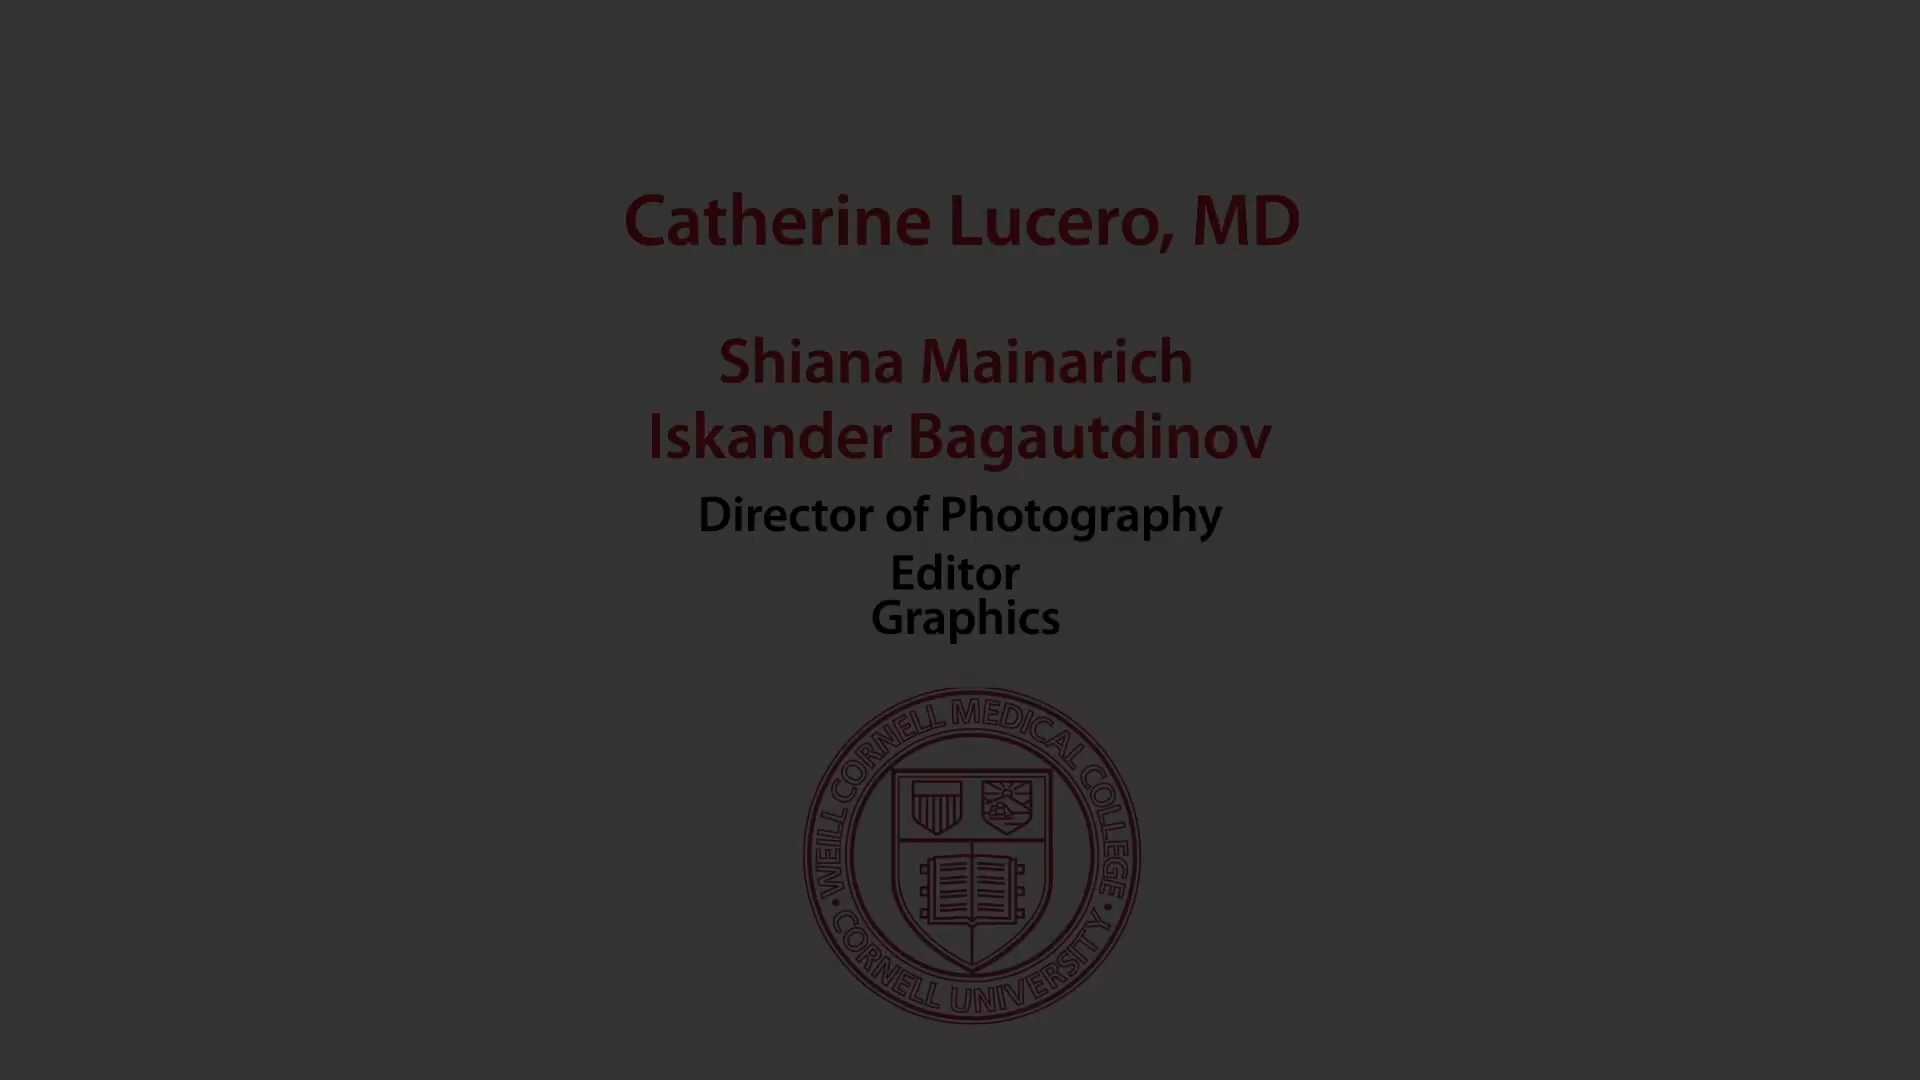 Catherine Lucero, MD
Shiana Mainarich
Iskander Bagautdinov
Director of Photography
Editor
Graphics
WEILL CORNELL MEDICAL COLLEGE
CORNELL UNIVERSITY